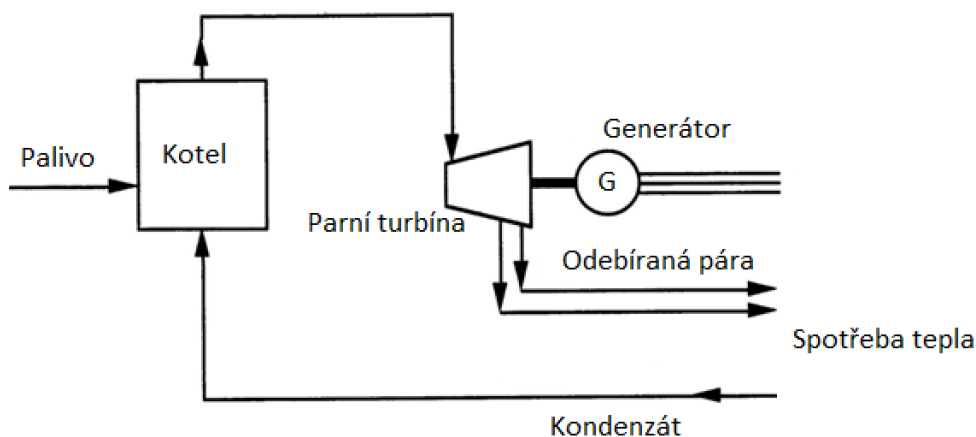 Generátor
Palivo
Kotel
G
Parní turbína
Odebíraná pára
Spotřeba tepla
Kondenzát